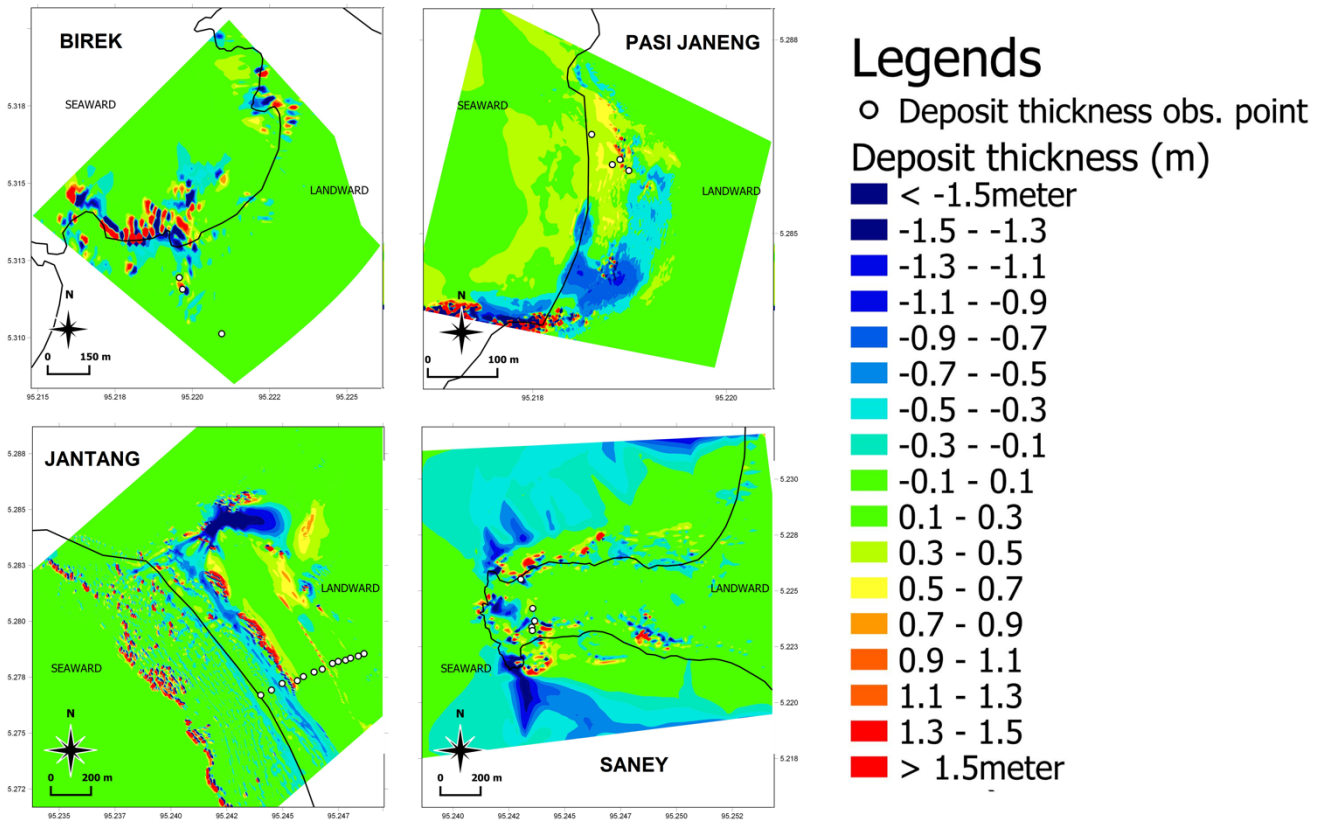 BIREK
SEAWARD
LANDWARD
5.318
5.315
5.313
5.310
N
0 150 m
95.215 95.218 95.220 95.222 95.225
PASI JANENG
SEAWARD
LANDWARD
5.288
5.285
N
0 100 m
95.218 95.220
JANTANG
5.288
5.285
5.283
5.280
5.278
5.275
5.272
LANDWARD
SEAWARD
N
0 200 m
95.235 95.237 95.240 95.242 95.245 95.247
SANEY
5.230
5.228
5.225
5.223
5.220
5.218
LANDWARD
SEAWARD
N
0 200 m
95.240 95.242 95.245 95.247 95.250 95.252
Legends
Deposit thickness obs. point
Deposit thickness (m)
< -1.5meter
-1.5 - -1.3
-1.3 - -1.1
-1.1 - -0.9
-0.9 - -0.7
-0.7 - -0.5
-0.5 - -0.3
-0.3 - -0.1
-0.1 - 0.1
0.1 - 0.3
0.3 - 0.5
0.5 - 0.7
0.7 - 0.9
0.9 - 1.1
1.1 - 1.3
1.3 - 1.5
> 1.5meter